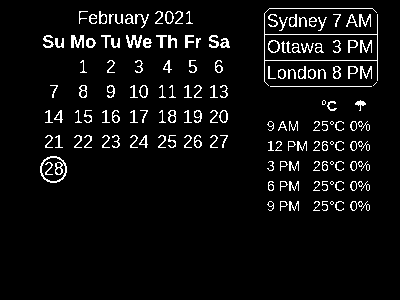 February 2021
Su Mo Tu We Th Fr Sa
1 2 3 4 5 6
7 8 9 10 11 12 13
14 15 16 17 18 19 20
21 22 23 24 25 26 27
28
Sydney 7 AM
Ottawa 3 PM
London 8 PM
°C ☂
9 AM 25°C 0%
12 PM 26°C 0%
3 PM 26°C 0%
6 PM 25°C 0%
9 PM 25°C 0%